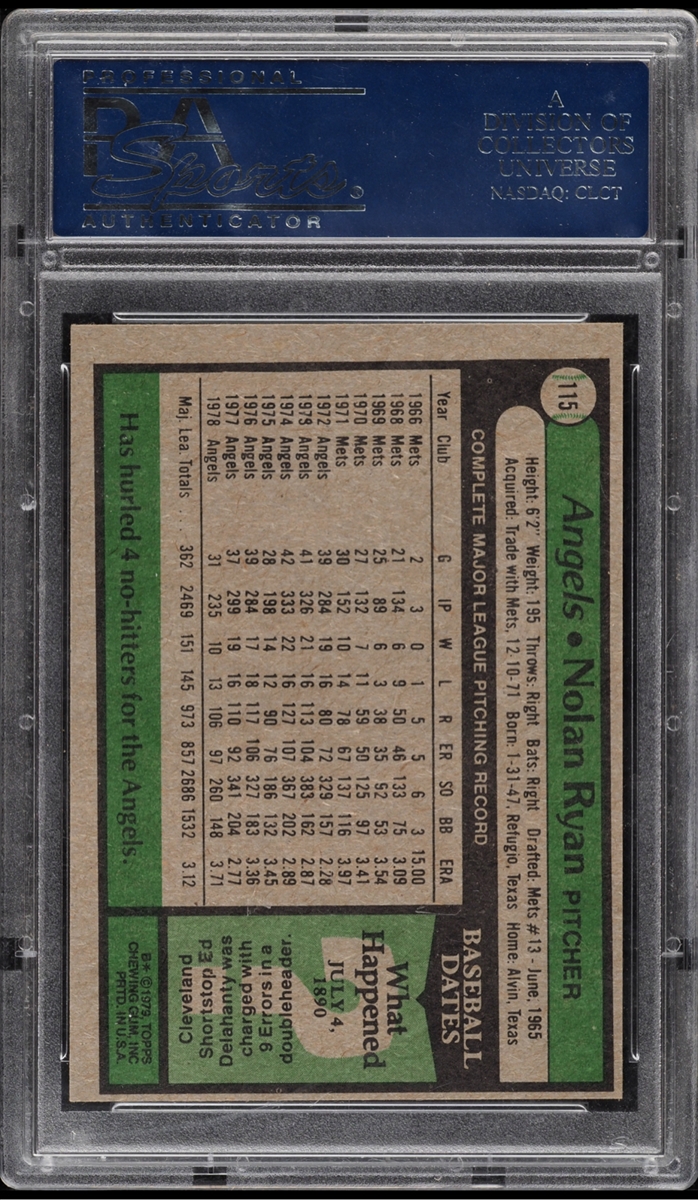 PROFESSIONAL
PSA
Sports®
AUTHENTICATOR
A
DIVISION OF
COLLECTORS
UNIVERSE
NASDAQ: CLCT
115
Angels • Nolan Ryan PITCHER
Height: 6'2" Weight: 195 Throws: Right Bats: Right Drafted: Mets #13 - June, 1965
Acquired: Trade with Mets, 12-10-71 Born: 1-31-47, Refugio, Texas Home: Alvin, Texas
COMPLETE MAJOR LEAGUE PITCHING RECORD
Year Club G IP W L R ER SO BB ERA
1966 Mets 2 3 0 1 5 5 6 3 15.00
1968 Mets 21 134 6 9 50 46 133 75 3.09
1969 Mets 25 89 6 3 38 35 92 53 3.54
1970 Mets 27 132 7 11 59 50 125 97 3.41
1971 Mets 30 152 10 14 78 67 137 116 3.97
1972 Angels 39 284 19 16 80 72 329 157 2.28
1973 Angels 41 326 21 16 113 104 383 162 2.87
1974 Angels 42 333 22 16 127 107 367 202 2.89
1975 Angels 28 198 14 12 90 76 186 132 3.45
1976 Angels 39 284 17 18 117 106 327 183 3.36
1977 Angels 37 299 19 16 110 92 341 204 2.77
1978 Angels 31 235 10 13 106 97 260 148 3.71
Maj. Lea. Totals . . . 362 2469 151 145 973 857 2686 1532 3.12
Has hurled 4 no-hitters for the Angels.
BASEBALL
DATES
What
Happened
JULY 4,
1890
Cleveland
Shortstop Ed
Delahanty was
charged with
9 Errors in a
doubleheader.
B* ©1979, TOPPS
CHEWING GUM, INC
PRTD. IN U.S.A.